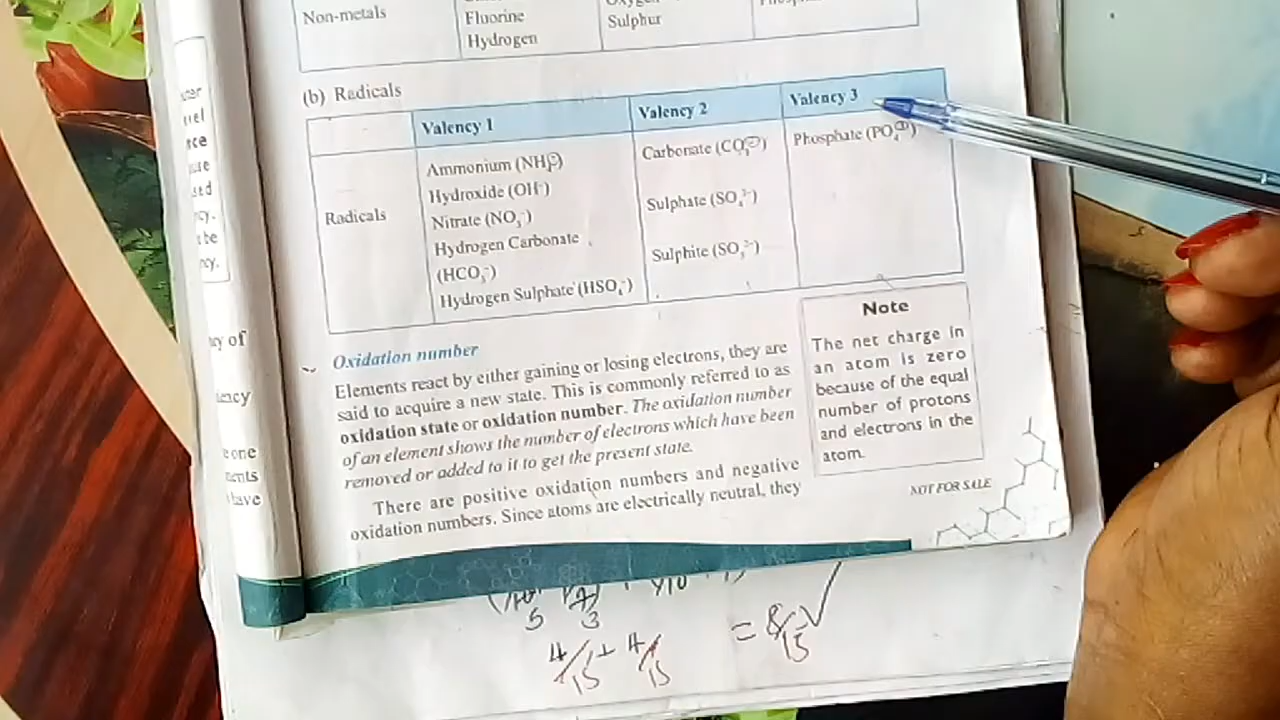 Non-metals
Fluorine
Hydrogen
Sulphur
(b) Radicals
Valency 1
Valency 2
Valency 3
Radicals
Ammonium (NH
Hydroxide (OH⁻)
Nitrate (NO₃⁻)
Hydrogen Carbonate
(HCO₃⁻)
Hydrogen Sulphate (HSO₄⁻)
Carbonate (CO₃²⁻)
Sulphate (SO₄²⁻)
Sulphite (SO₃²⁻)
Phosphate (PO₄
Oxidation number
Elements react by either gaining or losing electrons, they are
said to acquire a new state. This is commonly referred to as
oxidation state or oxidation number. The oxidation number
of an element shows the number of electrons which have been
removed or added to it to get the present state.
There are positive oxidation numbers and negative
oxidation numbers. Since atoms are electrically neutral, they
Note
The net charge in
an atom is zero
because of the equal
number of protons
and electrons in the
atom.
NOT FOR SALE
5 3
4/15 + 4/15 = 8/15